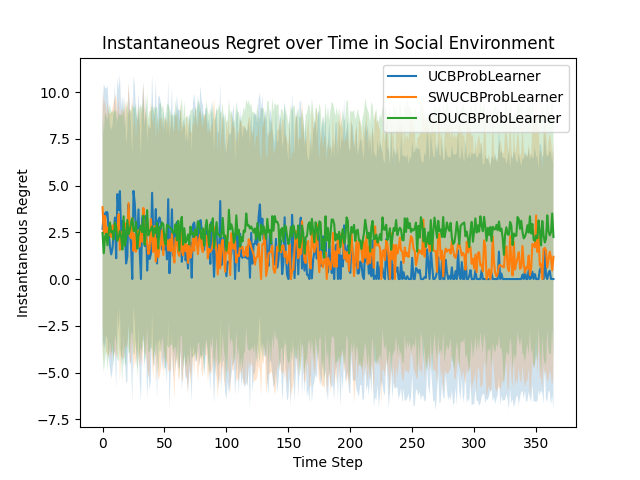 Instantaneous Regret over Time in Social Environment
UCBProbLearner
SWUCBProbLearner
CDUCBProbLearner
Instantaneous Regret
10.0
7.5
5.0
2.5
0.0
−2.5
−5.0
−7.5
0 50 100 150 200 250 300 350
Time Step